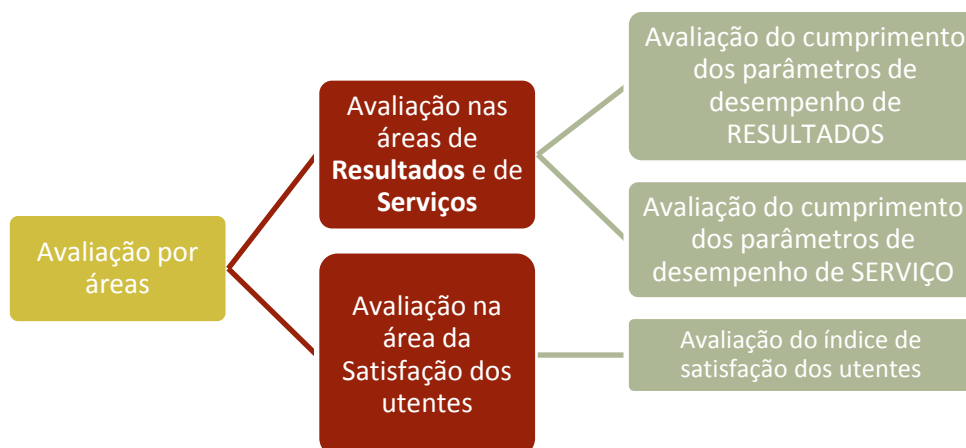 Avaliação por
áreas
Avaliação nas
áreas de
Resultados e de
Serviços
Avaliação na
área da
Satisfação dos
utentes
Avaliação do cumprimento
dos parâmetros de
desempenho de
RESULTADOS
Avaliação do cumprimento
dos parâmetros de
desempenho de SERVIÇO
Avaliação do índice de
satisfação dos utentes